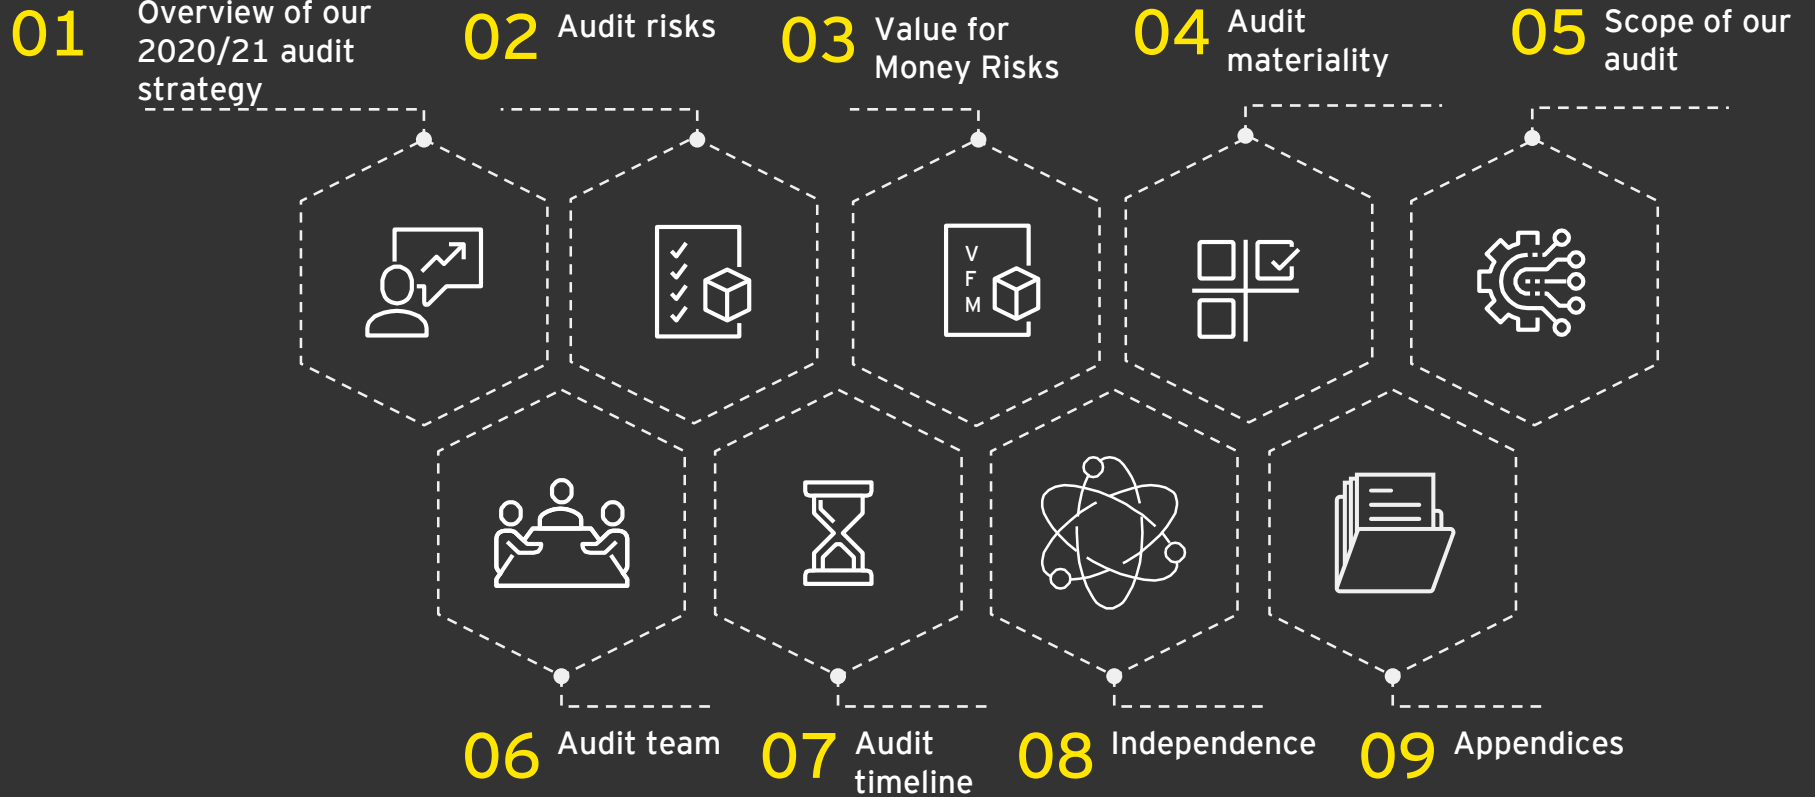 01
Overview of our
2020/21 audit
strategy
02
Audit risks
03
Value for
Money Risks
04
Audit
materiality
05
Scope of our
audit
V
F
M
06
Audit team
07
Audit
timeline
08
Independence
09
Appendices